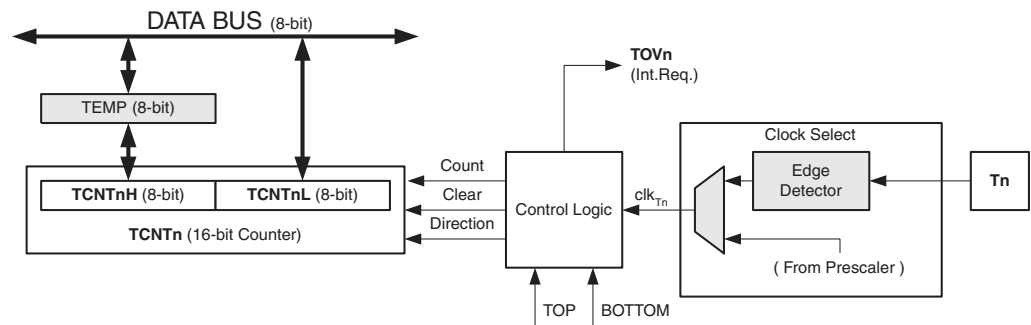 DATA BUS (8-bit)
TOVn
(Int.Req.)
TEMP (8-bit)
Clock Select
Count
Edge
Detector
Tn
TCNTnH (8-bit)
TCNTnL (8-bit)
Clear
Control Logic
clkTn
Direction
TCNTn (16-bit Counter)
( From Prescaler )
TOP
BOTTOM